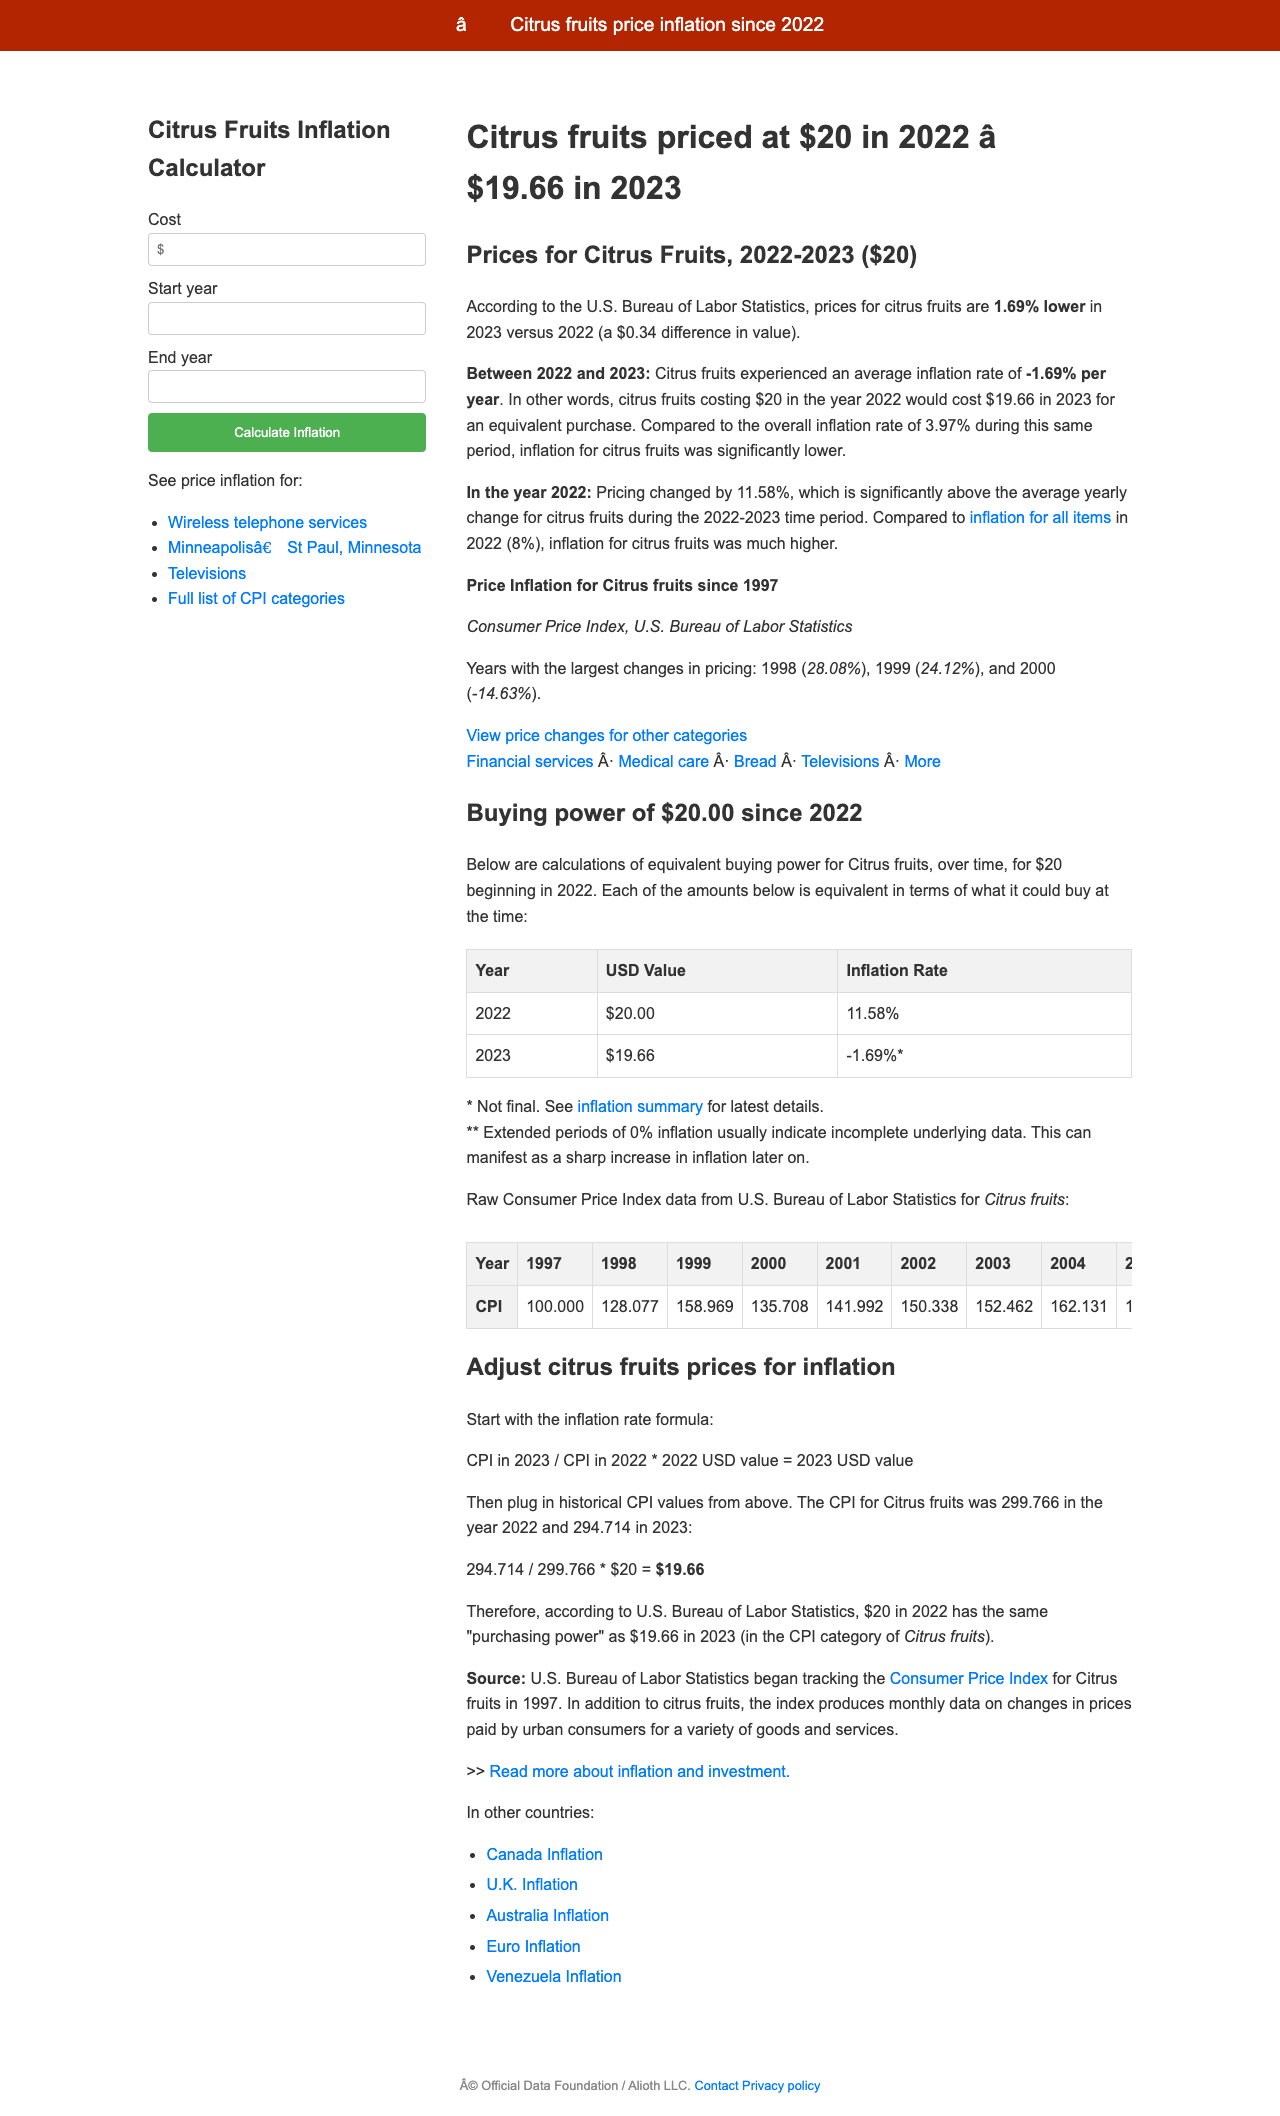 â Citrus fruits price inflation since 2022
Citrus Fruits Inflation
Calculator
Cost
$
Start year
End year
Calculate Inflation
See price inflation for:
• Wireless telephone services
• Minneapolisâ€ St Paul, Minnesota
• Televisions
• Full list of CPI categories
Citrus fruits priced at $20 in 2022 â
$19.66 in 2023
Prices for Citrus Fruits, 2022-2023 ($20)
According to the U.S. Bureau of Labor Statistics, prices for citrus fruits are 1.69% lower in
2023 versus 2022 (a $0.34 difference in value).
Between 2022 and 2023: Citrus fruits experienced an average inflation rate of -1.69% per
year. In other words, citrus fruits costing $20 in the year 2022 would cost $19.66 in 2023 for
an equivalent purchase. Compared to the overall inflation rate of 3.97% during this same
period, inflation for citrus fruits was significantly lower.
In the year 2022: Pricing changed by 11.58%, which is significantly above the average yearly
change for citrus fruits during the 2022-2023 time period. Compared to inflation for all items in
2022 (8%), inflation for citrus fruits was much higher.
Price Inflation for Citrus fruits since 1997
Consumer Price Index, U.S. Bureau of Labor Statistics
Years with the largest changes in pricing: 1998 (28.08%), 1999 (24.12%), and 2000
(-14.63%).
View price changes for other categories
Financial services Â· Medical care Â· Bread Â· Televisions Â· More
Buying power of $20.00 since 2022
Below are calculations of equivalent buying power for Citrus fruits, over time, for $20
beginning in 2022. Each of the amounts below is equivalent in terms of what it could buy at
the time:
Year USD Value Inflation Rate
2022 $20.00 11.58%
2023 $19.66 -1.69%*
* Not final. See inflation summary for latest details.
** Extended periods of 0% inflation usually indicate incomplete underlying data. This can
manifest as a sharp increase in inflation later on.
Raw Consumer Price Index data from U.S. Bureau of Labor Statistics for Citrus fruits:
Year 1997 1998 1999 2000 2001 2002 2003 2004
CPI 100.000 128.077 158.969 135.708 141.992 150.338 152.462 162.131
Adjust citrus fruits prices for inflation
Start with the inflation rate formula:
CPI in 2023 / CPI in 2022 * 2022 USD value = 2023 USD value
Then plug in historical CPI values from above. The CPI for Citrus fruits was 299.766 in the
year 2022 and 294.714 in 2023:
294.714 / 299.766 * $20 = $19.66
Therefore, according to U.S. Bureau of Labor Statistics, $20 in 2022 has the same
"purchasing power" as $19.66 in 2023 (in the CPI category of Citrus fruits).
Source: U.S. Bureau of Labor Statistics began tracking the Consumer Price Index for Citrus
fruits in 1997. In addition to citrus fruits, the index produces monthly data on changes in prices
paid by urban consumers for a variety of goods and services.
>> Read more about inflation and investment.
In other countries:
• Canada Inflation
• U.K. Inflation
• Australia Inflation
• Euro Inflation
• Venezuela Inflation
Â© Official Data Foundation / Alioth LLC. Contact Privacy policy